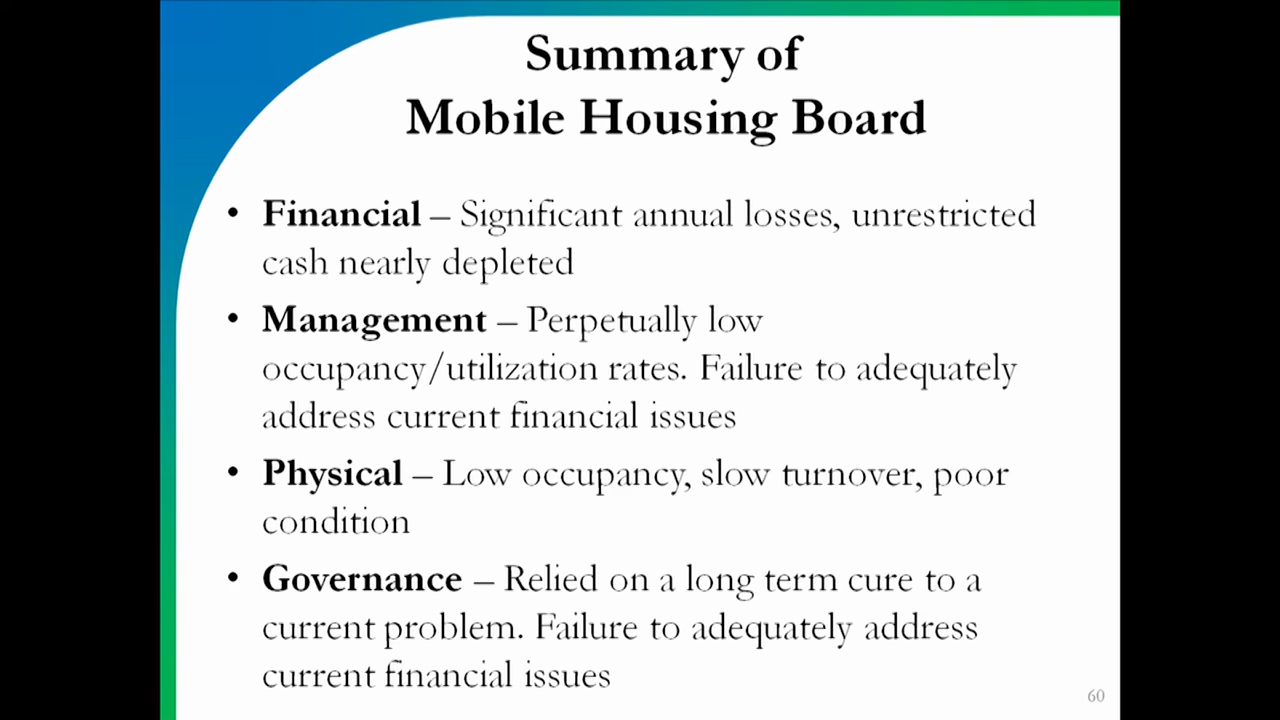 Summary of
Mobile Housing Board
• Financial – Significant annual losses, unrestricted
cash nearly depleted
• Management – Perpetually low
occupancy/utilization rates. Failure to adequately
address current financial issues
• Physical – Low occupancy, slow turnover, poor
condition
• Governance – Relied on a long term cure to a
current problem. Failure to adequately address
current financial issues
60